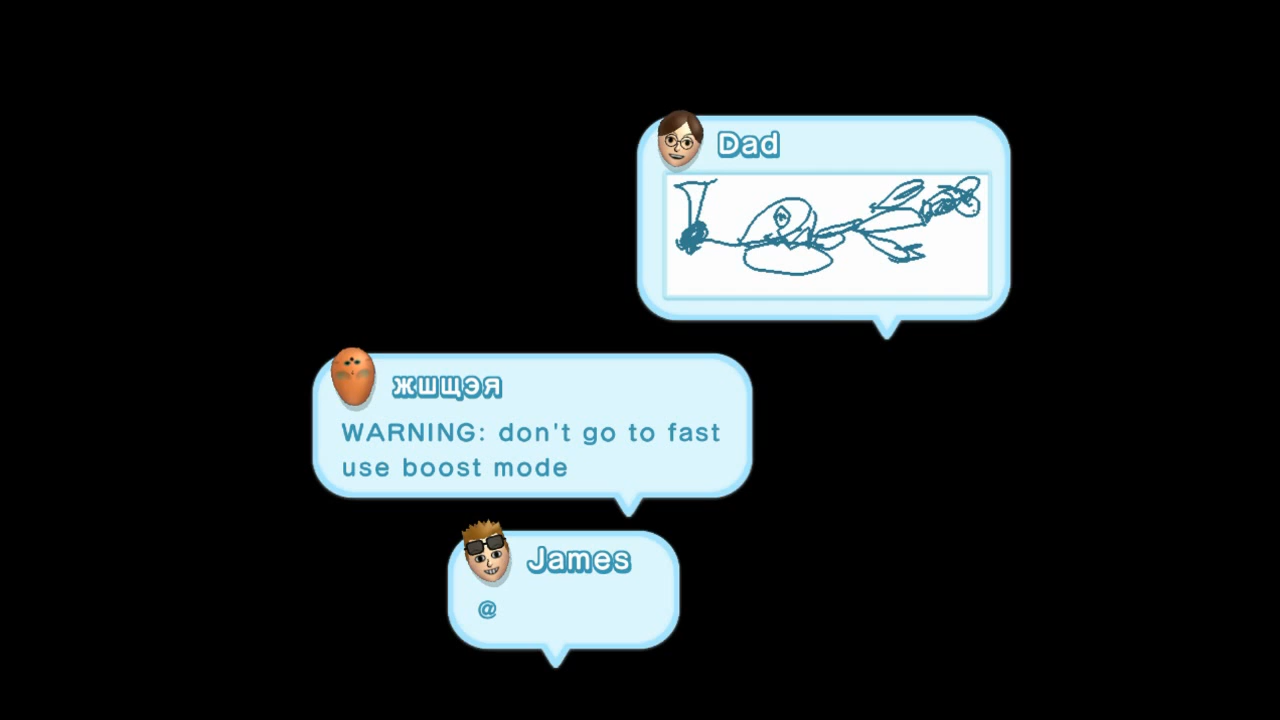 Dad
жшщэя
WARNING: don't go to fast
use boost mode
James
@